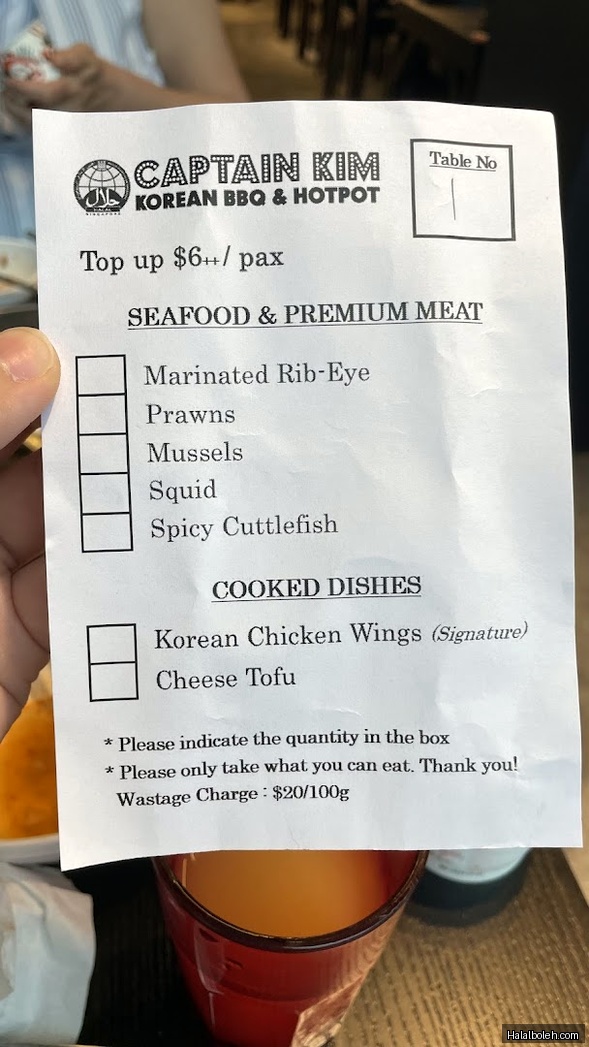 CAPTAIN KIM
KOREAN BBQ & HOTPOT
Table No
1
SINGAPORE
Top up $6++/ pax
SEAFOOD & PREMIUM MEAT
Marinated Rib-Eye
Prawns
Mussels
Squid
Spicy Cuttlefish
COOKED DISHES
Korean Chicken Wings (Signature)
Cheese Tofu
* Please indicate the quantity in the box
* Please only take what you can eat. Thank you!
Wastage Charge : $20/100g
Halalboleh.com